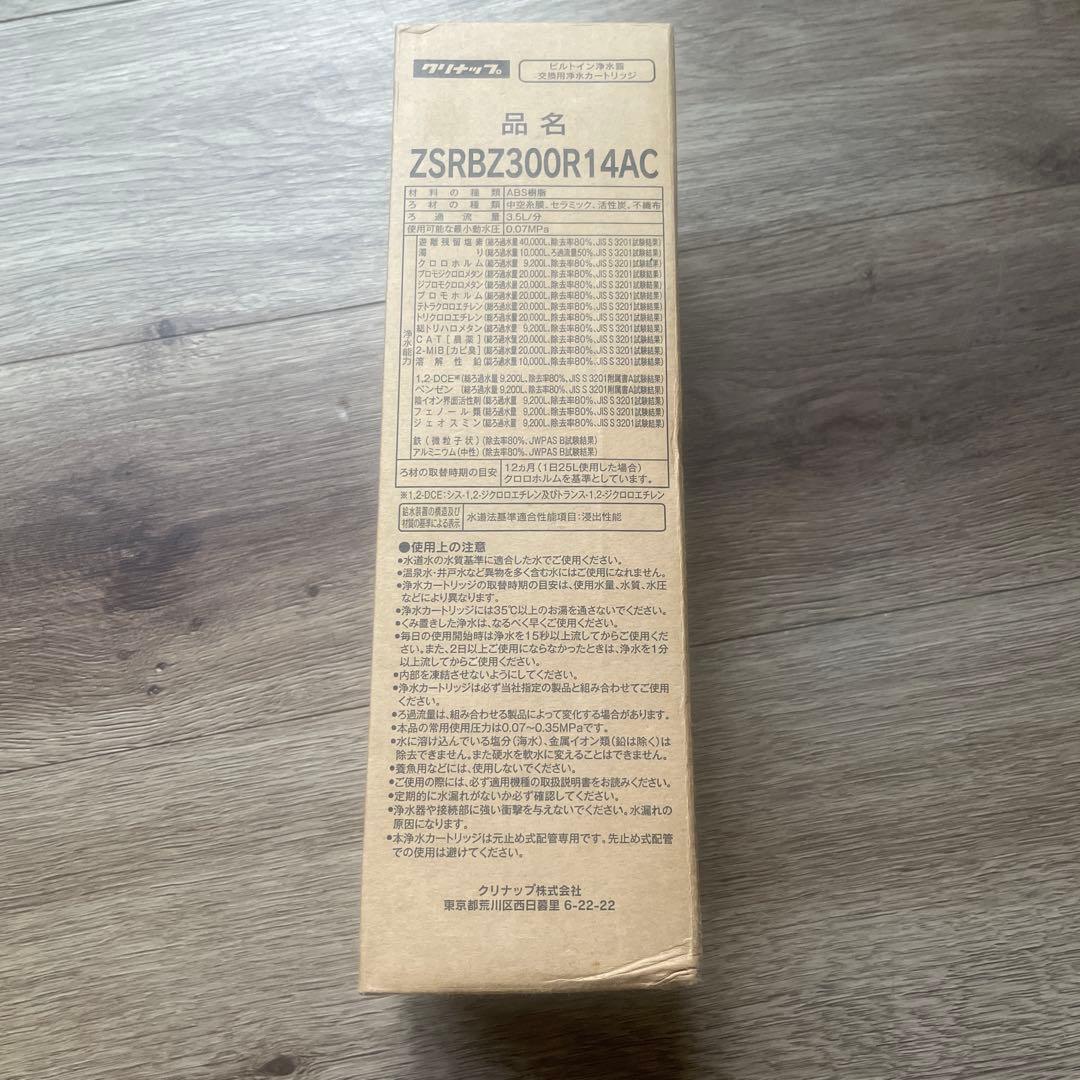 クリナップ。
ビルトイン浄水器
交換用浄水カートリッジ
品名
ZSRBZ300R14AC
材料の種類 ABS樹脂
ろ材の種類 中空糸膜、セラミック、活性炭、不織布
ろ過流量 3.5L/分
使用可能な最小動水圧 0.07MPa
浄水能力
遊離残留塩素(総ろ過水量40,000L、除去率80%、JIS S 3201試験結果)
濁り(総ろ過水量10,000L、ろ過流量50%、JIS S 3201試験結果)
クロロホルム(総ろ過水量 9,200L、除去率80%、JIS S 3201試験結果)
ブロモジクロロメタン(総ろ過水量20,000L、除去率80%、JIS S 3201試験結果)
ジブロモクロロメタン(総ろ過水量20,000L、除去率80%、JIS S 3201試験結果)
ブロモホルム(総ろ過水量20,000L、除去率80%、JIS S 3201試験結果)
テトラクロロエチレン(総ろ過水量20,000L、除去率80%、JIS S 3201試験結果)
トリクロロエチレン(総ろ過水量20,000L、除去率80%、JIS S 3201試験結果)
総トリハロメタン(総ろ過水量 9,200L、除去率80%、JIS S 3201試験結果)
CAT[農薬](総ろ過水量20,000L、除去率80%、JIS S 3201試験結果)
2-MIB[カビ臭](総ろ過水量20,000L、除去率80%、JIS S 3201試験結果)
溶解性鉛(総ろ過水量10,000L、除去率80%、JIS S 3201試験結果)
1,2-DCE※(総ろ過水量9,200L、除去率80%、JIS S 3201附属書A試験結果)
ベンゼン(総ろ過水量9,200L、除去率80%、JIS S 3201附属書A試験結果)
陰イオン界面活性剤(総ろ過水量 9,200L、除去率80%、JIS S 3201試験結果)
フェノール類(総ろ過水量 9,200L、除去率80%、JIS S 3201試験結果)
ジェオスミン(総ろ過水量 9,200L、除去率80%、JIS S 3201試験結果)
鉄(微粒子状)(除去率80%、JWPAS B試験結果)
アルミニウム(中性)(除去率80%、JWPAS B試験結果)
ろ材の取替時期の目安 12ヵ月(1日25L使用した場合)
クロロホルムを基準としています。
※1,2-DCE:シス-1,2-ジクロロエチレン及びトランス-1,2-ジクロロエチレン
給水装置の構造及び
材質の基準による表示
水道法基準適合性能項目:浸出性能
●使用上の注意
•水道水の水質基準に適合した水でご使用ください。
•温泉水・井戸水など異物を多く含む水にはご使用になれません。
•浄水カートリッジの取替時期の目安は、使用水量、水質、水圧
などにより異なります。
•浄水カートリッジには35℃以上のお湯を通さないでください。
•くみ置きした浄水は、なるべく早くご使用ください。
•毎日の使用開始時は浄水を15秒以上流してからご使用くだ
さい。また、2日以上ご使用にならなかったときは、浄水を1分
以上流してからご使用ください。
•内部を凍結させないようにしてください。
•浄水カートリッジは必ず当社指定の製品と組み合わせてご使用
ください。
•ろ過流量は、組み合わせる製品によって変化する場合があります。
•本品の常用使用圧力は0.07〜0.35MPaです。
•水に溶け込んでいる塩分(海水)、金属イオン類(鉛は除く)は
除去できません。また硬水を軟水に変えることはできません。
•養魚用などには、使用しないでください。
•ご使用の際には、必ず適用機種の取扱説明書をお読みください。
•定期的に水漏れがないか必ず確認してください。
•浄水器や接続部に強い衝撃を与えないでください。水漏れの
原因になります。
•本浄水カートリッジは元止め式配管専用です。先止め式配管
での使用は避けてください。
クリナップ株式会社
東京都荒川区西日暮里 6-22-22